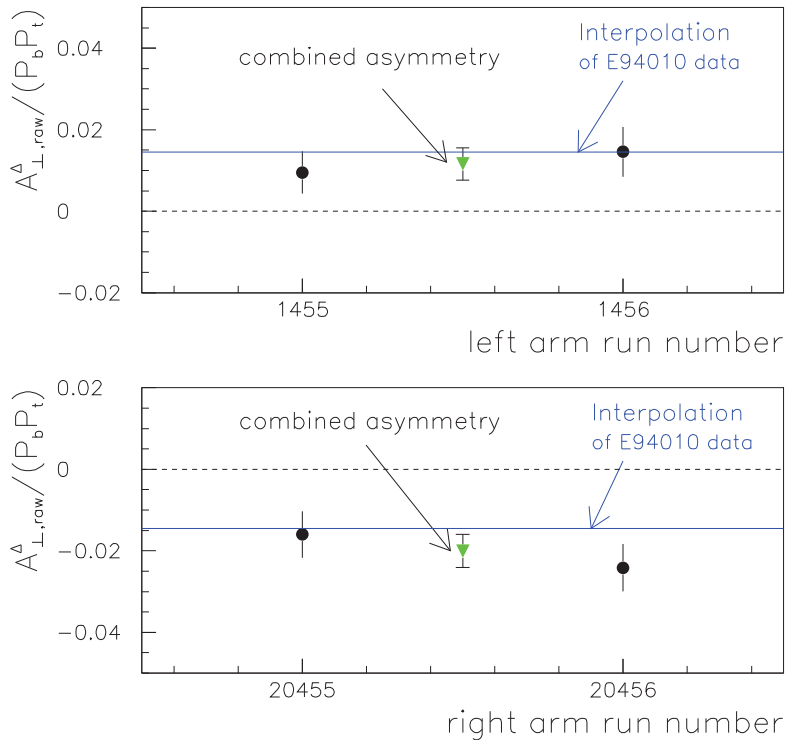 A^Δ_⊥,raw/(P_bP_t)
0.04
0.02
0
−0.02
combined asymmetry
Interpolation
of E94010 data
1455
1456
left arm run number
A^Δ_⊥,raw/(P_bP_t)
0.02
0
−0.02
−0.04
combined asymmetry
Interpolation
of E94010 data
20455
20456
right arm run number